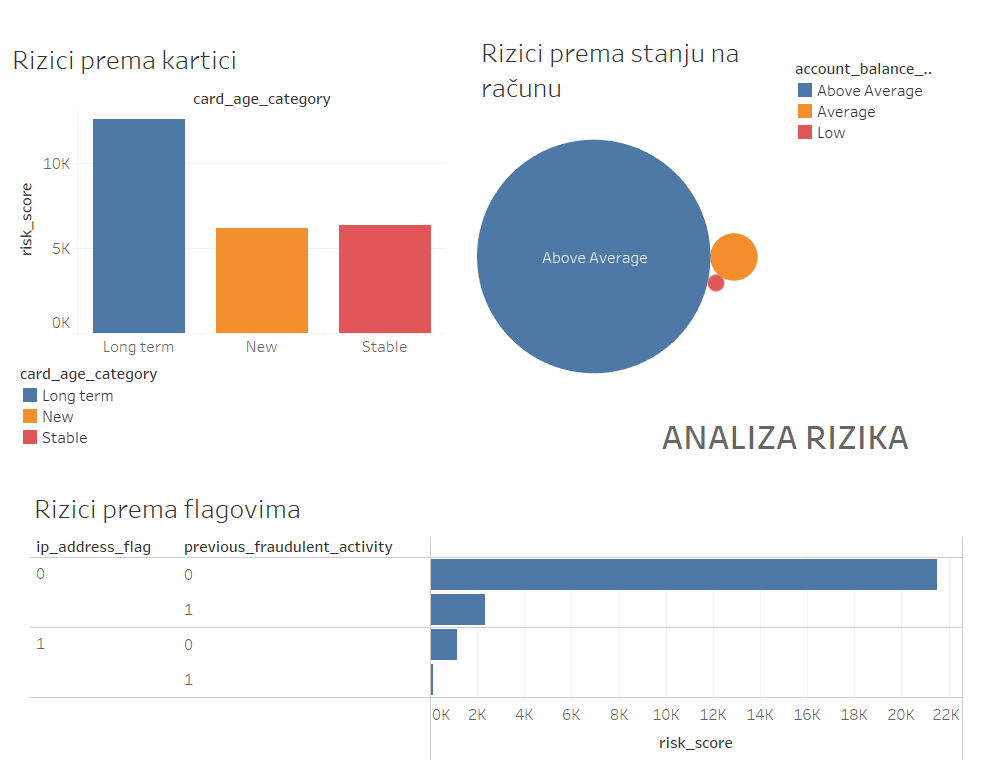 Rizici prema kartici
card_age_category
risk_score
10K
5K
0K
Long term
New
Stable
card_age_category
Long term
New
Stable
Rizici prema stanju na
računu
account_balance_..
Above Average
Average
Low
Above Average
ANALIZA RIZIKA
Rizici prema flagovima
ip_address_flag previous_fraudulent_activity
0 0
1
1 0
1
0K 2K 4K 6K 8K 10K 12K 14K 16K 18K 20K 22K
risk_score